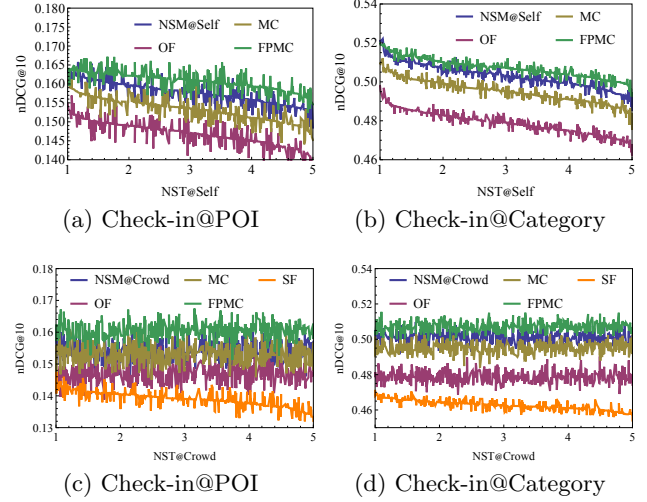 NSM@Self MC
OF FPMC
nDCG@10
0.180
0.175
0.170
0.165
0.160
0.155
0.150
0.145
0.140
1 2 3 4 5
NST@Self
(a) Check-in@POI
NSM@Self MC
OF FPMC
nDCG@10
0.54
0.52
0.50
0.48
0.46
1 2 3 4 5
NST@Self
(b) Check-in@Category
NSM@Crowd MC SF
OF FPMC
nDCG@10
0.18
0.17
0.16
0.15
0.14
0.13
1 2 3 4 5
NST@Crowd
(c) Check-in@POI
NSM@Crowd MC SF
OF FPMC
nDCG@10
0.54
0.52
0.50
0.48
0.46
1 2 3 4 5
NST@Crowd
(d) Check-in@Category